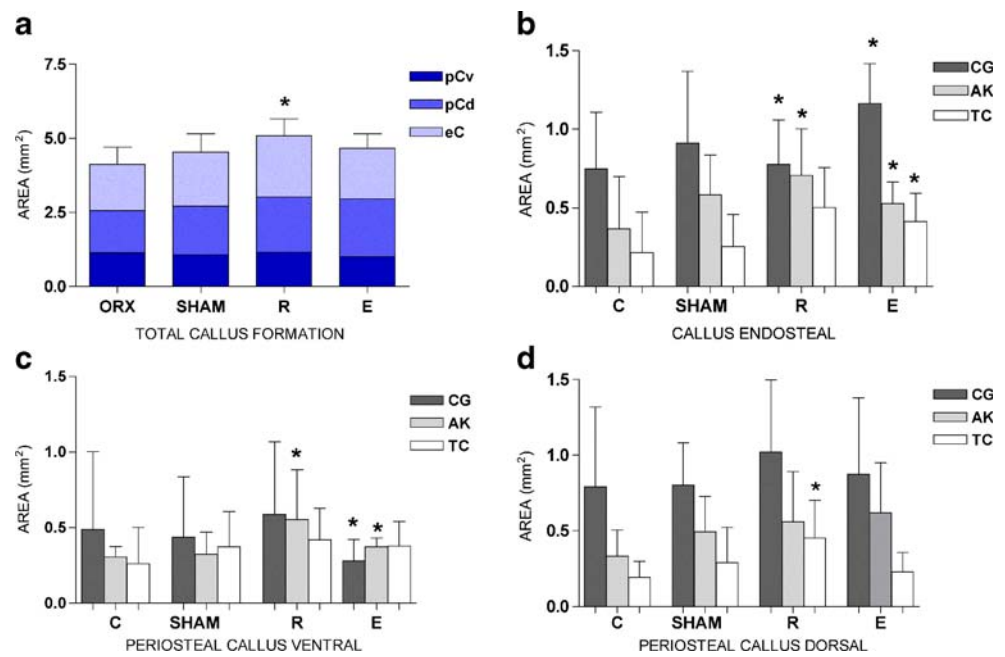 a
7.5
5.0
2.5
0.0
AREA (mm²)
*
pCv
pCd
eC
ORX SHAM R E
TOTAL CALLUS FORMATION
b
1.5
1.0
0.5
0.0
AREA (mm²)
* * * * *
CG
AK
TC
C SHAM R E
CALLUS ENDOSTEAL
c
1.5
1.0
0.5
0.0
AREA (mm²)
* * *
CG
AK
TC
C SHAM R E
PERIOSTEAL CALLUS VENTRAL
d
1.5
1.0
0.5
0.0
AREA (mm²)
*
CG
AK
TC
C SHAM R E
PERIOSTEAL CALLUS DORSAL